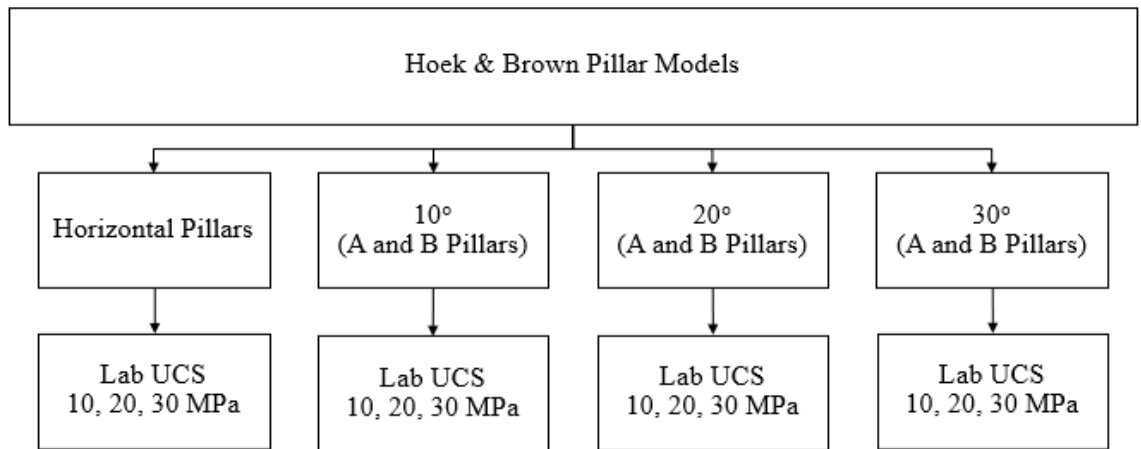 Hoek & Brown Pillar Models
Horizontal Pillars
10°
(A and B Pillars)
20°
(A and B Pillars)
30°
(A and B Pillars)
Lab UCS
10, 20, 30 MPa
Lab UCS
10, 20, 30 MPa
Lab UCS
10, 20, 30 MPa
Lab UCS
10, 20, 30 MPa